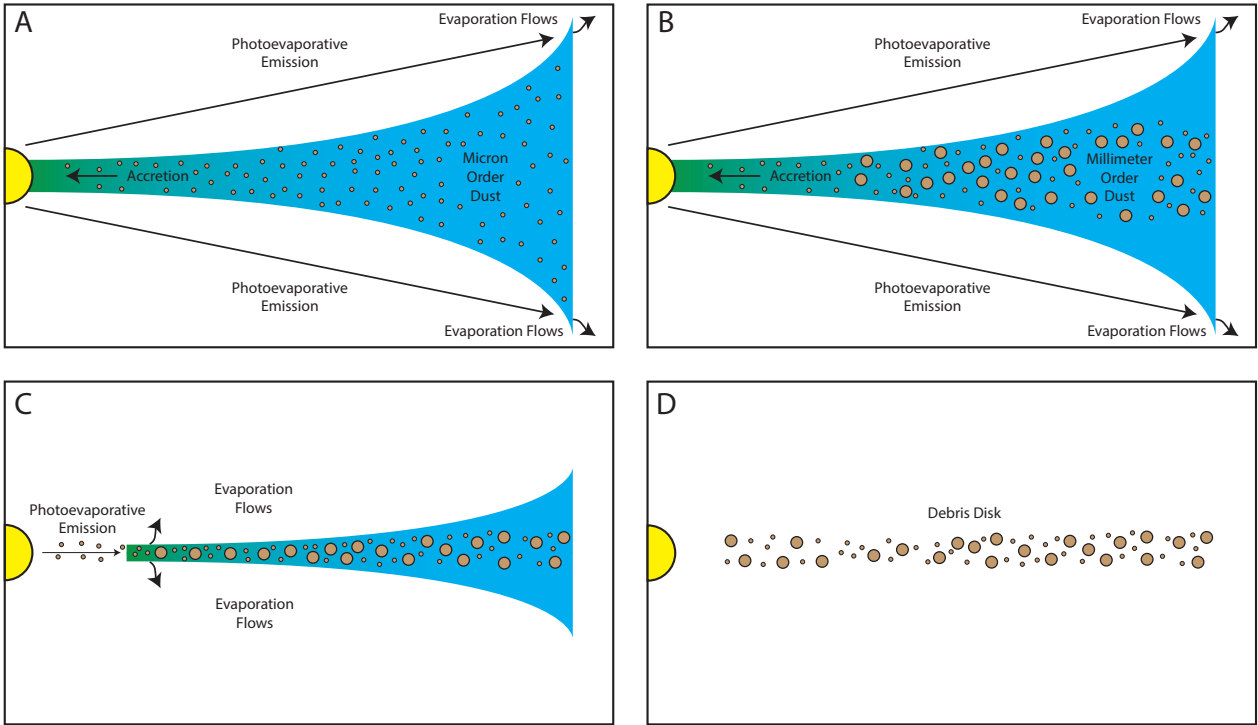 A
Evaporation Flows
Photoevaporative
Emission
Accretion
Micron
Order
Dust
Photoevaporative
Emission
Evaporation Flows
B
Evaporation Flows
Photoevaporative
Emission
Accretion
Millimeter
Order
Dust
Photoevaporative
Emission
Evaporation Flows
C
Evaporation
Flows
Photoevaporative
Emission
Evaporation
Flows
D
Debris Disk